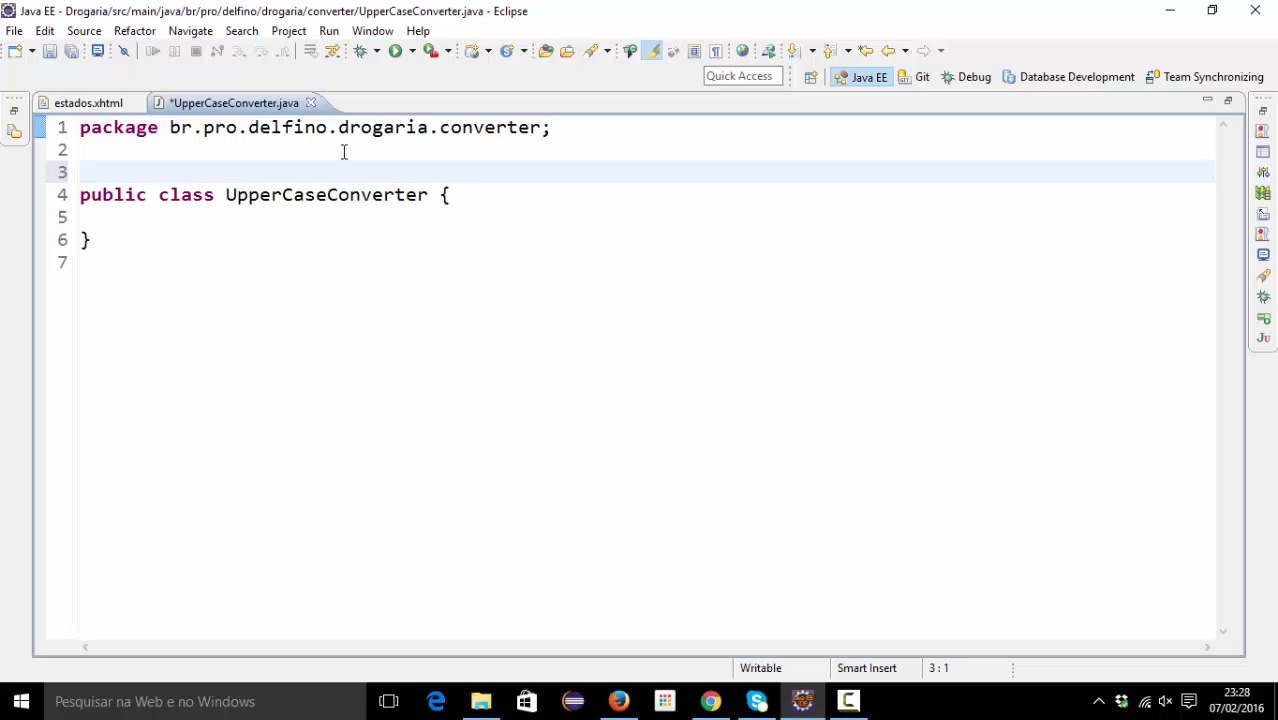 Java EE - Drogaria/src/main/java/br/pro/delfino/drogaria/converter/UpperCaseConverter.java - Eclipse
File Edit Source Refactor Navigate Search Project Run Window Help
Quick Access Java EE Git Debug Database Development Team Synchronizing
estados.xhtml *UpperCaseConverter.java
1 package br.pro.delfino.drogaria.converter;
2
3
4 public class UpperCaseConverter {
5
6 }
7
Writable Smart Insert 3 : 1
Pesquisar na Web e no Windows
23:28
07/02/2016